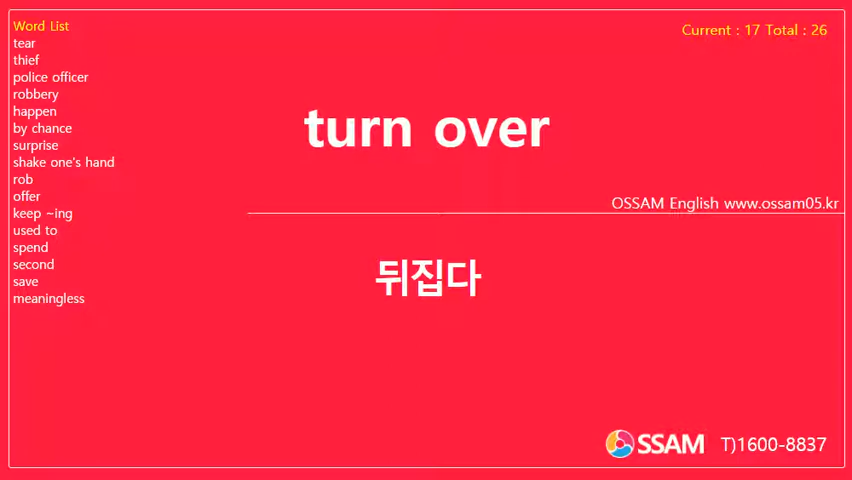 Word List
tear
thief
police officer
robbery
happen
by chance
surprise
shake one's hand
rob
offer
keep ~ing
used to
spend
second
save
meaningless
Current : 17 Total : 26
turn over
OSSAM English www.ossam05.kr
뒤집다
OSSAM T)1600-8837